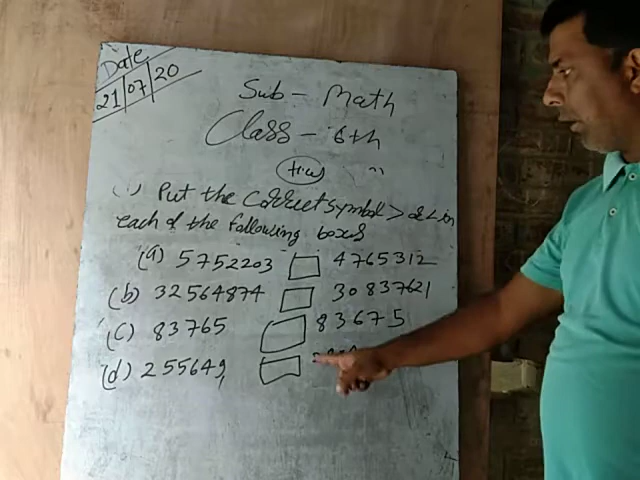 Date
21/07/20
Sub - Math
Class - 6th
(i) Put the Correct symbol > or < in
each of the following boxes
(a) 5752203 4765312
(b) 32564874 30837621
(c) 83765 83675
(d) 255649